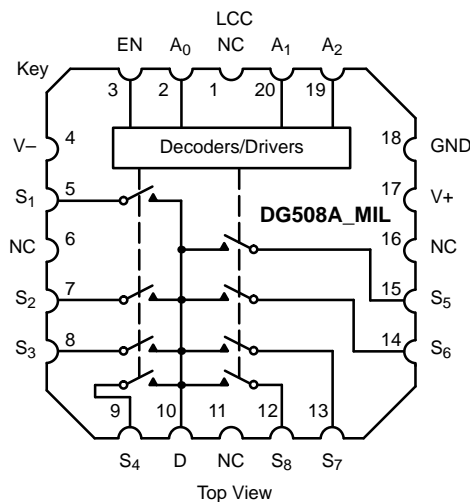 LCC
EN A0 NC A1 A2
Key
3 2 1 20 19
V– 4 Decoders/Drivers 18 GND
S1 5 17 V+
DG508A_MIL
NC 6 16 NC
S2 7 15 S5
S3 8 14 S6
9 10 11 12 13
S4 D NC S8 S7
Top View